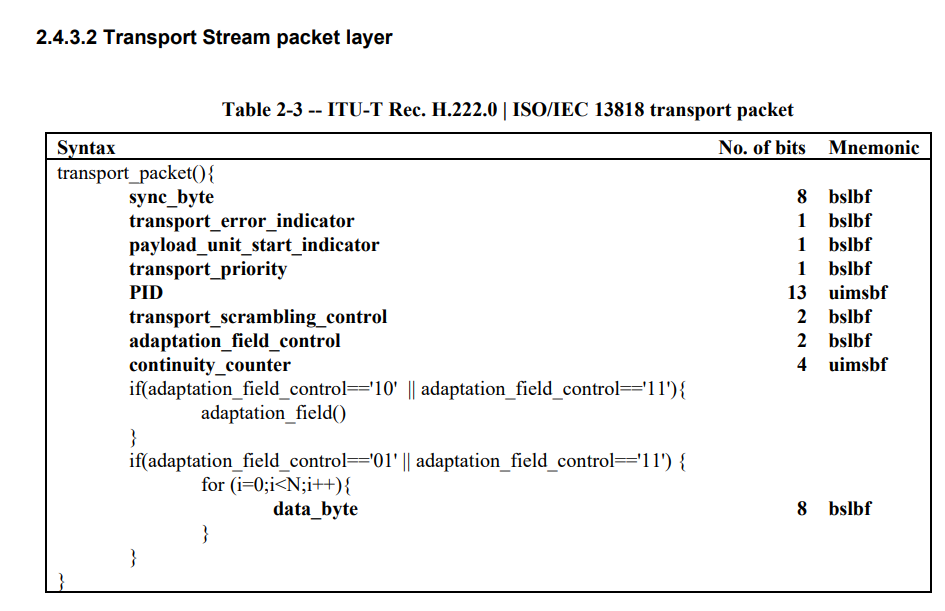 2.4.3.2 Transport Stream packet layer
Table 2-3 -- ITU-T Rec. H.222.0 | ISO/IEC 13818 transport packet
Syntax No. of bits Mnemonic
transport_packet(){
sync_byte 8 bslbf
transport_error_indicator 1 bslbf
payload_unit_start_indicator 1 bslbf
transport_priority 1 bslbf
PID 13 uimsbf
transport_scrambling_control 2 bslbf
adaptation_field_control 2 bslbf
continuity_counter 4 uimsbf
if(adaptation_field_control=='10' || adaptation_field_control=='11'){
adaptation_field()
}
if(adaptation_field_control=='01' || adaptation_field_control=='11') {
for (i=0;i<N;i++){
data_byte 8 bslbf
}
}
}